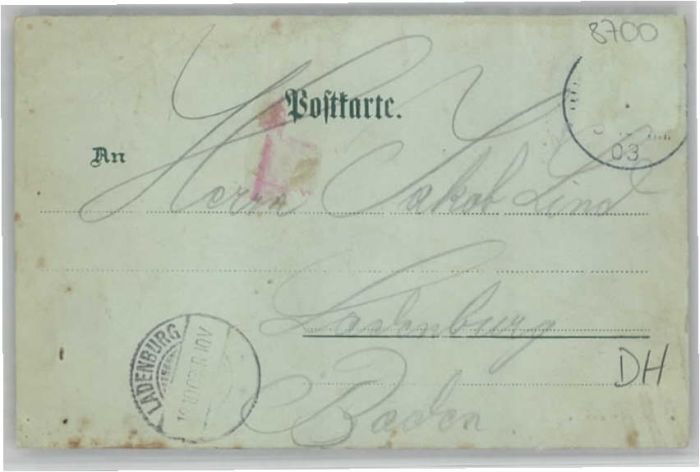 8700
Postkarte.
03
An
Herrn Jakob Lind
Ladenburg
LADENBURG
DH
Baden